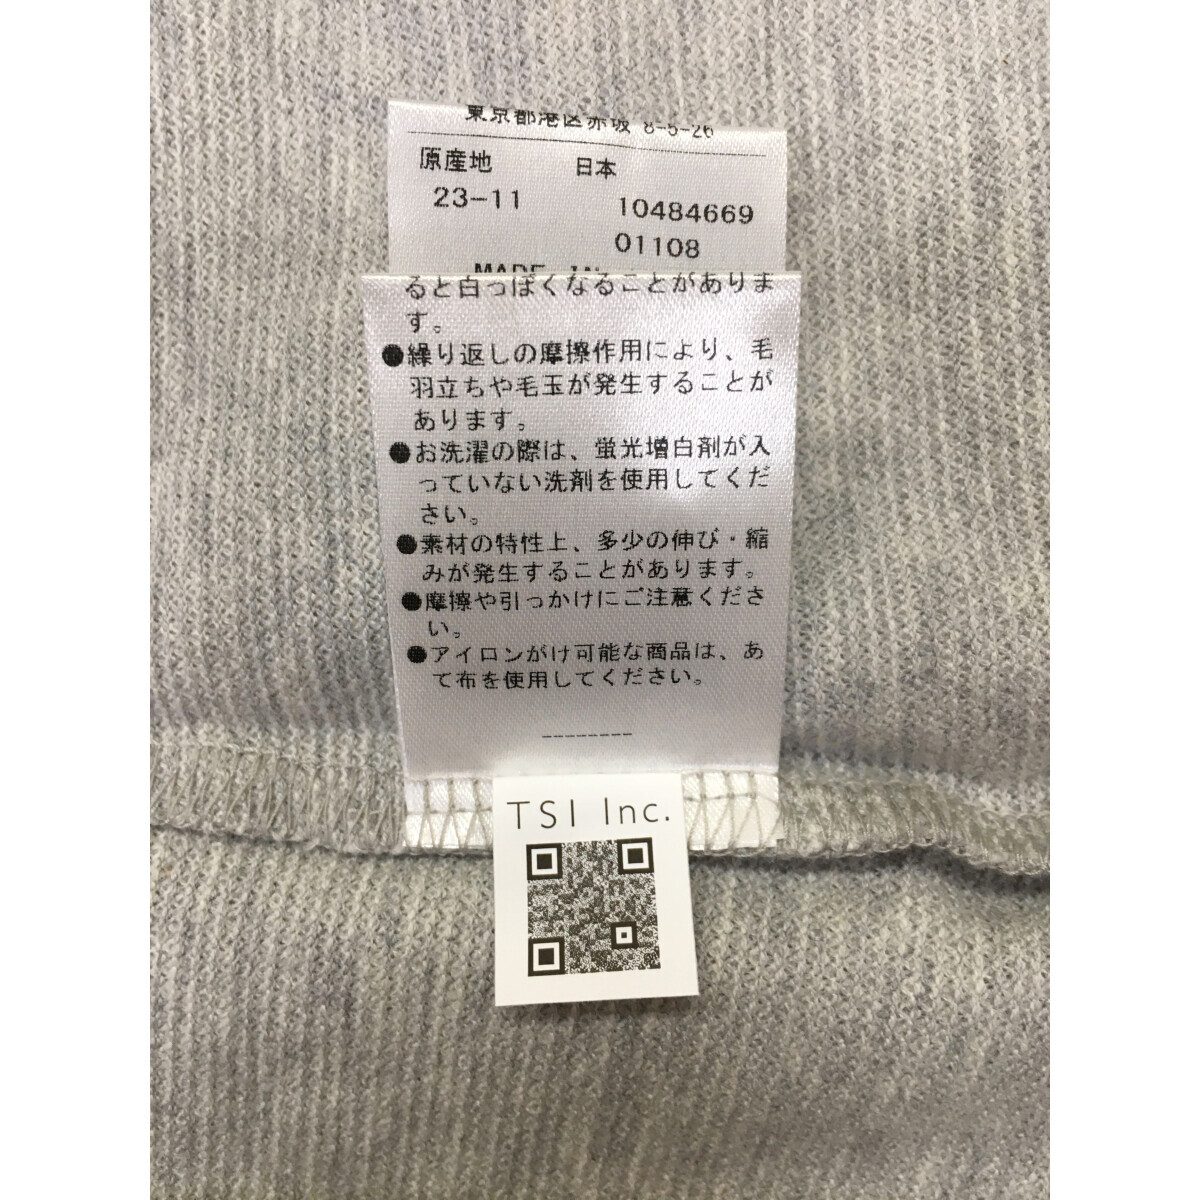 東京都港区赤坂 8-5-26
原産地 日本
23-11 10484669
01108
MADE IN
ると白っぽくなることがありま
す。
●繰り返しの摩擦作用により、毛
羽立ちや毛玉が発生することが
あります。
●お洗濯の際は、蛍光増白剤が入
っていない洗剤を使用してくだ
さい。
●素材の特性上、多少の伸び・縮
みが発生することがあります。
●摩擦や引っかけにご注意くださ
い。
●アイロンがけ可能な商品は、あ
て布を使用してください。
--------
TSI Inc.